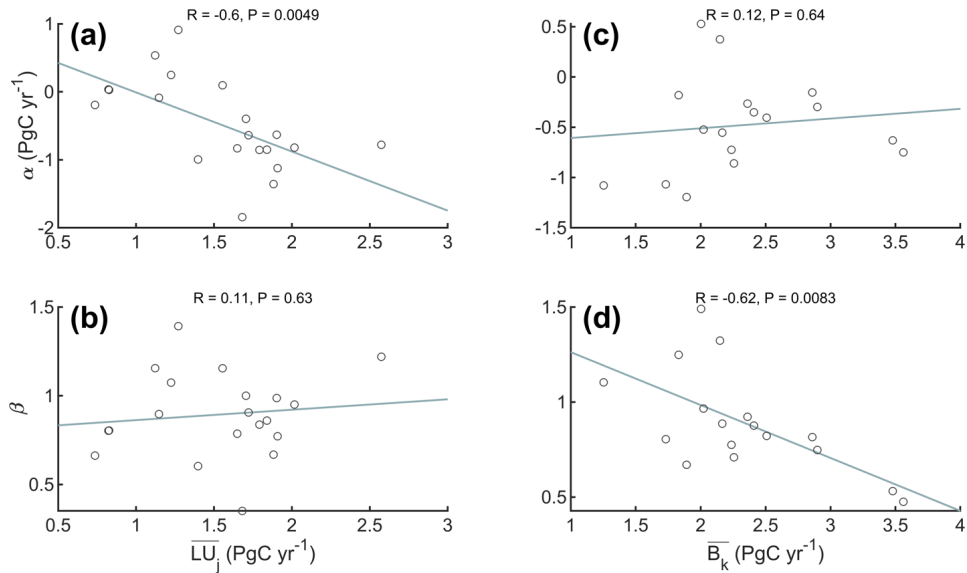 R = -0.6, P = 0.0049
(a)
1
0
-1
-2
α (PgC yr-1)
0.5 1 1.5 2 2.5 3
R = 0.12, P = 0.64
(c)
0.5
0
-0.5
-1
-1.5
1 1.5 2 2.5 3 3.5 4
R = 0.11, P = 0.63
(b)
1.5
1
0.5
β
0.5 1 1.5 2 2.5 3
LUj (PgC yr-1)
R = -0.62, P = 0.0083
(d)
1.5
1
0.5
1 1.5 2 2.5 3 3.5 4
Bk (PgC yr-1)